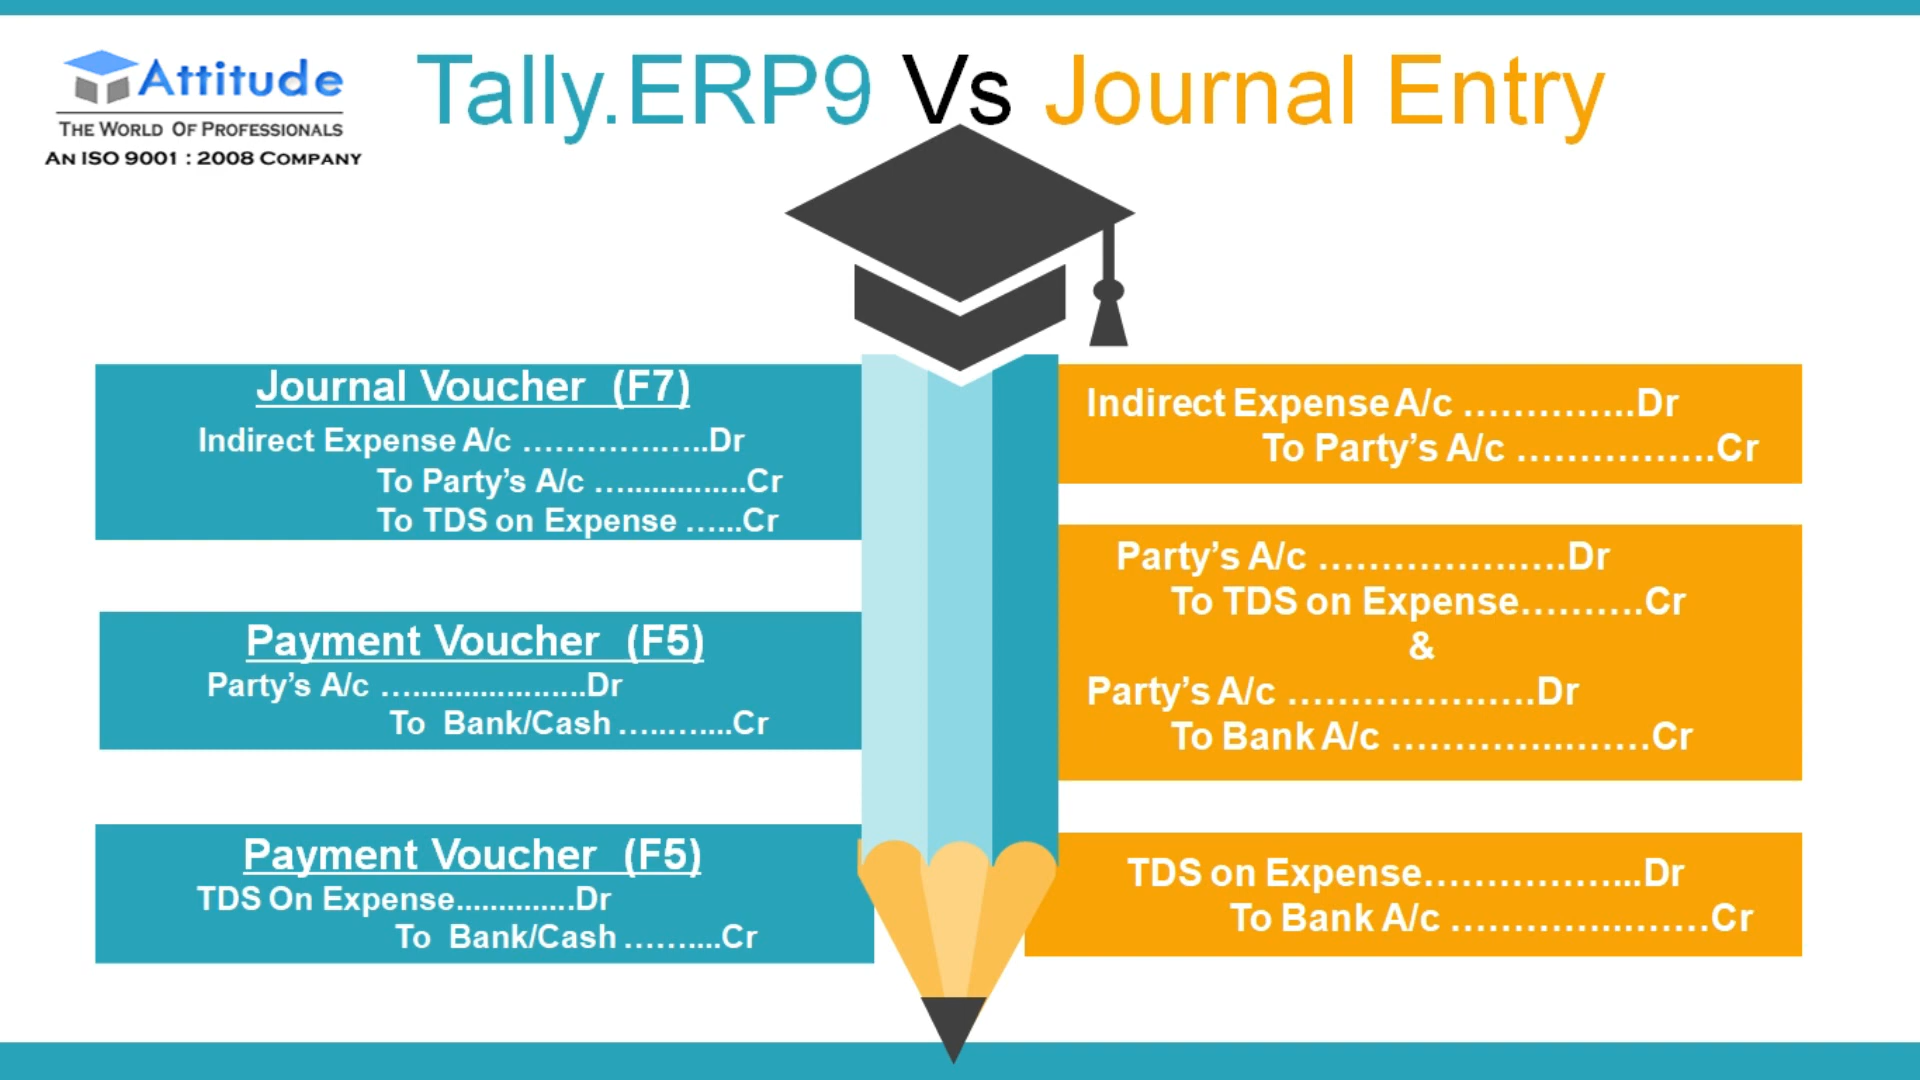 Attitude
THE WORLD OF PROFESSIONALS
AN ISO 9001 : 2008 COMPANY
Tally.ERP9 Vs Journal Entry
Journal Voucher (F7)
Indirect Expense A/c ………………..Dr
To Party’s A/c …..............Cr
To TDS on Expense …...Cr
Payment Voucher (F5)
Party’s A/c ….....................Dr
To Bank/Cash …..…....Cr
Payment Voucher (F5)
TDS On Expense..............Dr
To Bank/Cash ……....Cr
Indirect Expense A/c …………..Dr
To Party’s A/c …………….Cr
Party’s A/c ………………..Dr
To TDS on Expense……….Cr
&
Party’s A/c ………………..Dr
To Bank A/c …………...……Cr
TDS on Expense……………...Dr
To Bank A/c …………...……Cr